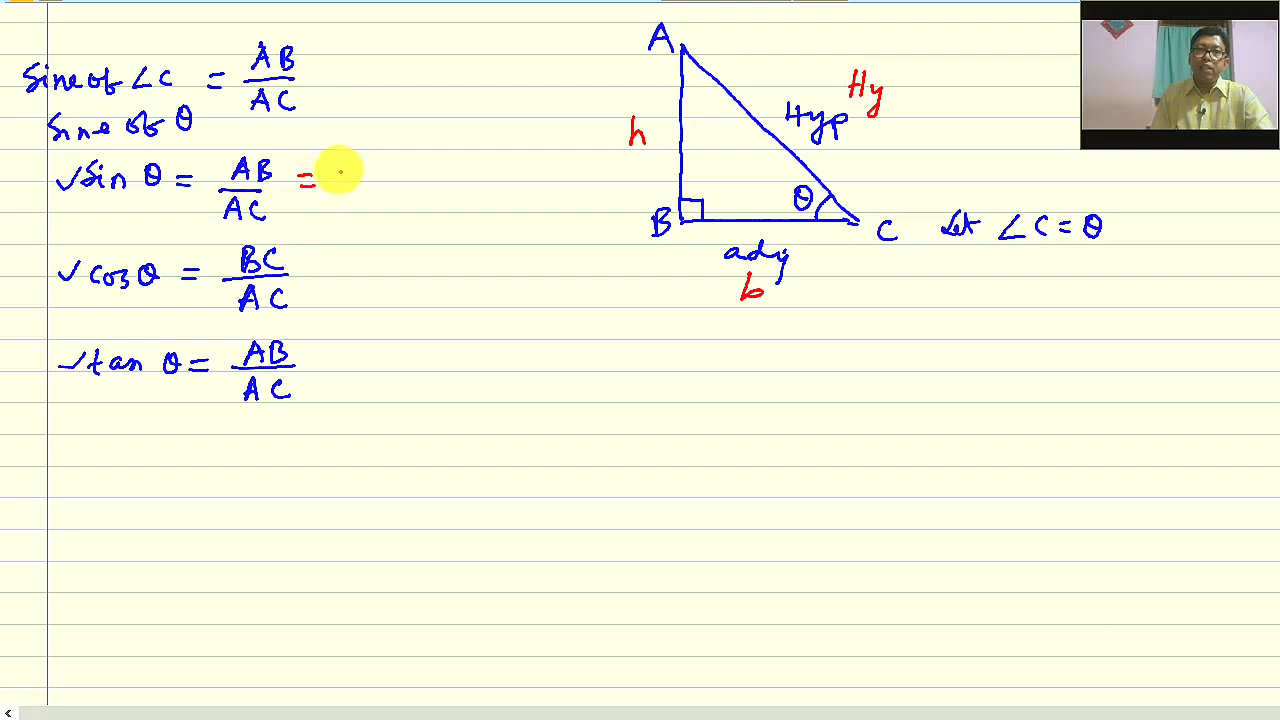 Sine of ∠C = AB/AC
Sine of θ
✓Sin θ = AB/AC =
✓Cos θ = BC/AC
✓tan θ = AB/AC
A
h
Hyp
Hy
B
θ
C
Let ∠C = θ
adj
b